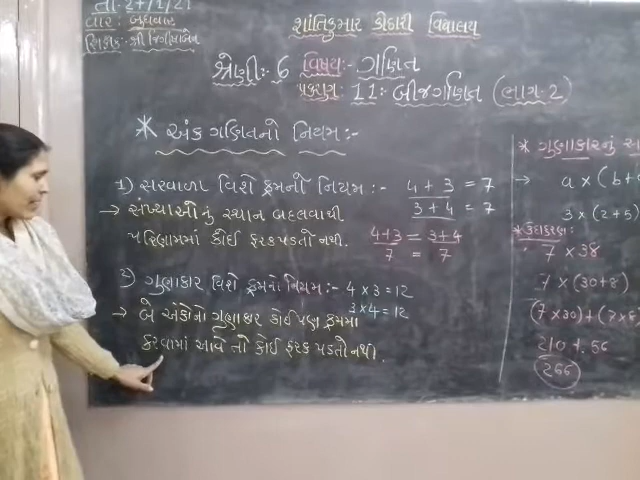 તા: 27/1/21
વાર: બુધવાર
શિક્ષક: શ્રી જિગીષાબેન
શાંતિકુમાર કોઠારી વિદ્યાલય
શ્રેણી:- 6 વિષય:- ગણિત
પ્રકરણ 11:- બીજગણિત (ભાગ-2)
* અંક ગણિતનો નિયમ:-
1) સરવાળા વિશે ક્રમનો નિયમ:- 4 + 3 = 7
3 + 4 = 7
→ સંખ્યાઓનું સ્થાન બદલવાથી
પરિણામમાં કોઈ ફરક પડતો નથી.
4+3 = 3+4
7 = 7
2) ગુણાકાર વિશે ક્રમનો નિયમ:- 4 x 3 = 12
3 x 4 = 12
→ બે અંકોનો ગુણાકાર કોઈ પણ ક્રમમાં
કરવામાં આવે તો કોઈ ફરક પડતો નથી.
* ગુણાકારનું
→ a x (b+
3 x (2+5)
* ઉદાહરણ:
7 x 38
7 x (30+8)
(7 x 30) + (7 x 8
210 + 56
266